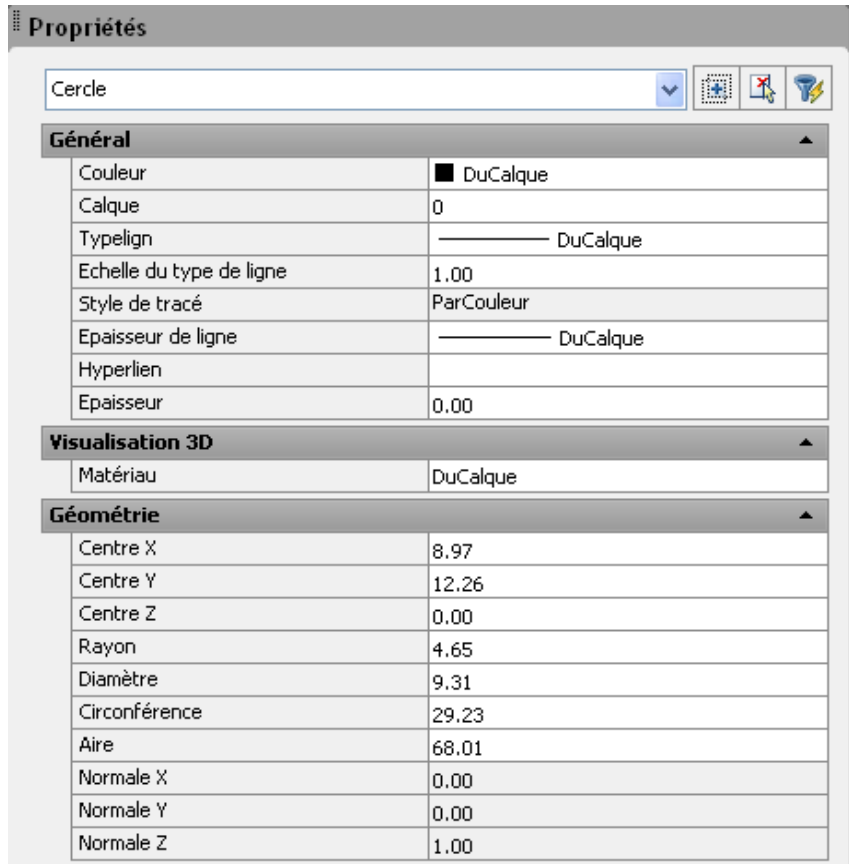 Propriétés
Cercle
Général
Couleur DuCalque
Calque 0
Typelign DuCalque
Echelle du type de ligne 1.00
Style de tracé ParCouleur
Epaisseur de ligne DuCalque
Hyperlien
Epaisseur 0.00
Visualisation 3D
Matériau DuCalque
Géométrie
Centre X 8.97
Centre Y 12.26
Centre Z 0.00
Rayon 4.65
Diamètre 9.31
Circonférence 29.23
Aire 68.01
Normale X 0.00
Normale Y 0.00
Normale Z 1.00